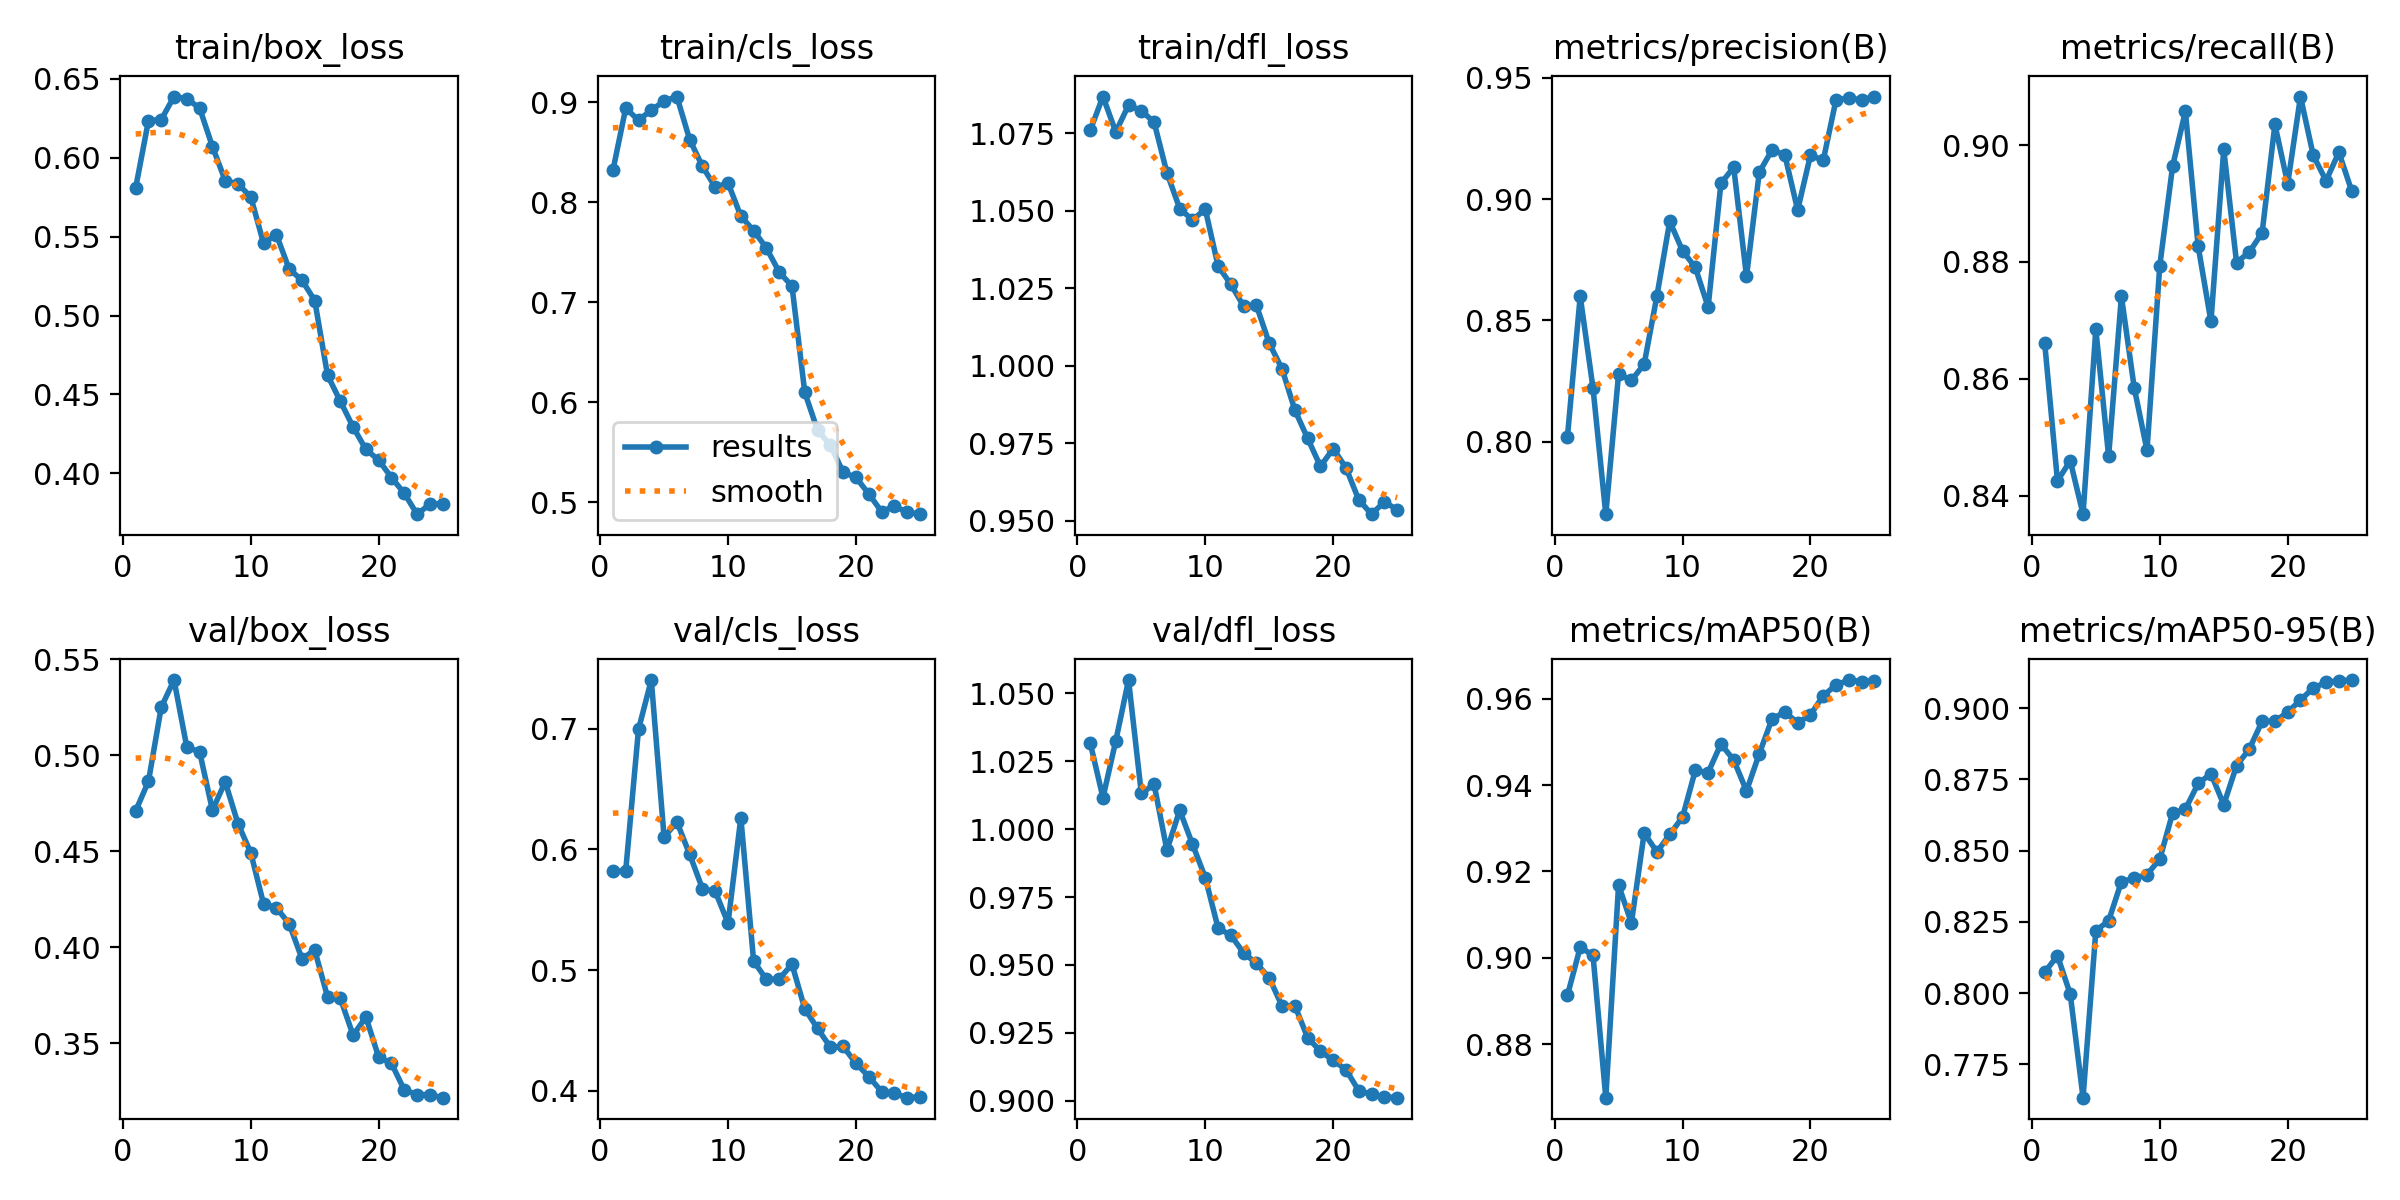 train/box_loss
0.65
0.60
0.55
0.50
0.45
0.40
0 10 20
train/cls_loss
0.9
0.8
0.7
0.6
0.5
results
smooth
0 10 20
train/dfl_loss
1.075
1.050
1.025
1.000
0.975
0.950
0 10 20
metrics/precision(B)
0.95
0.90
0.85
0.80
0 10 20
metrics/recall(B)
0.90
0.88
0.86
0.84
0 10 20
val/box_loss
0.55
0.50
0.45
0.40
0.35
0 10 20
val/cls_loss
0.7
0.6
0.5
0.4
0 10 20
val/dfl_loss
1.050
1.025
1.000
0.975
0.950
0.925
0.900
0 10 20
metrics/mAP50(B)
0.96
0.94
0.92
0.90
0.88
0 10 20
metrics/mAP50-95(B)
0.900
0.875
0.850
0.825
0.800
0.775
0 10 20